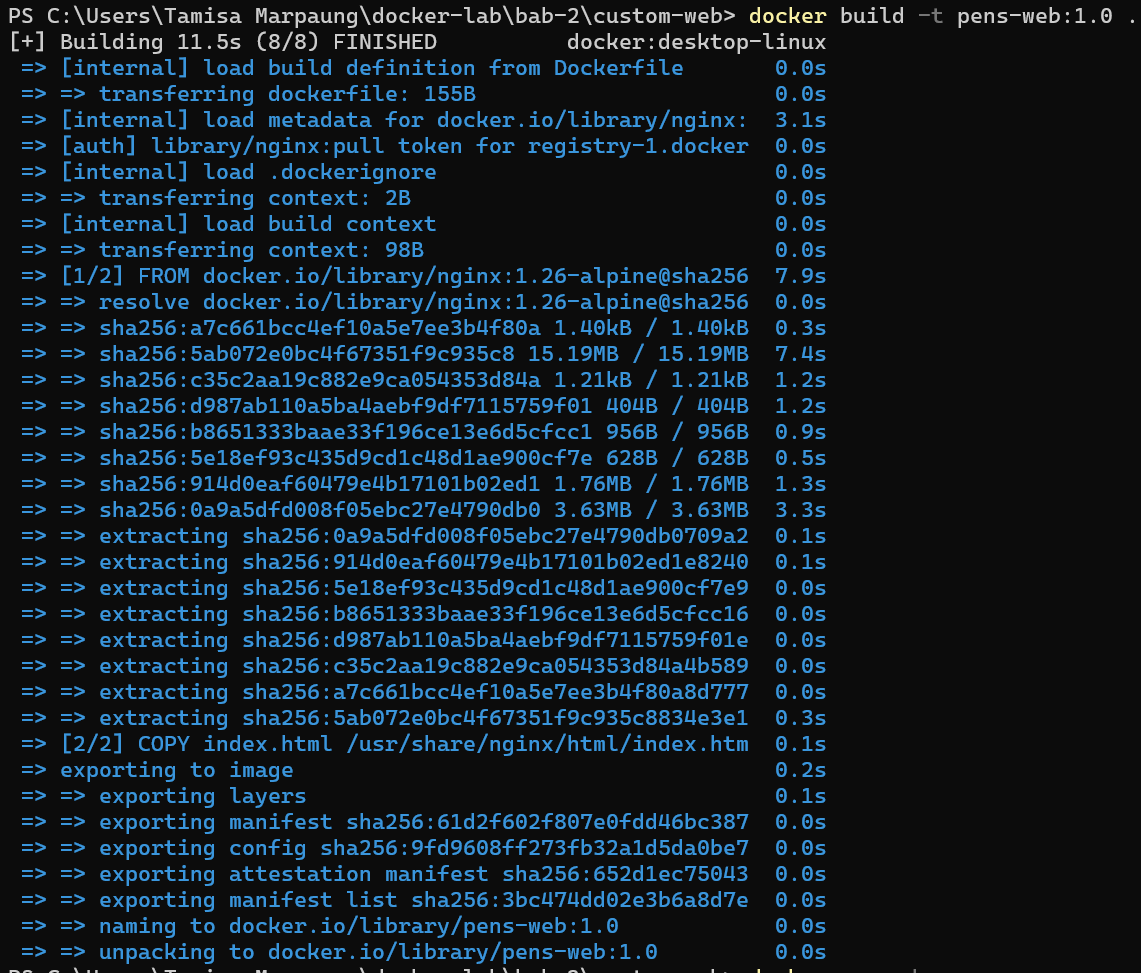 PS C:\Users\Tamisa Marpaung\docker-lab\bab-2\custom-web> docker build -t pens-web:1.0 .
[+] Building 11.5s (8/8) FINISHED docker:desktop-linux
=> [internal] load build definition from Dockerfile 0.0s
=> => transferring dockerfile: 155B 0.0s
=> [internal] load metadata for docker.io/library/nginx: 3.1s
=> [auth] library/nginx:pull token for registry-1.docker 0.0s
=> [internal] load .dockerignore 0.0s
=> => transferring context: 2B 0.0s
=> [internal] load build context 0.0s
=> => transferring context: 98B 0.0s
=> [1/2] FROM docker.io/library/nginx:1.26-alpine@sha256 7.9s
=> => resolve docker.io/library/nginx:1.26-alpine@sha256 0.0s
=> => sha256:a7c661bcc4ef10a5e7ee3b4f80a 1.40kB / 1.40kB 0.3s
=> => sha256:5ab072e0bc4f67351f9c935c8 15.19MB / 15.19MB 7.4s
=> => sha256:c35c2aa19c882e9ca054353d84a 1.21kB / 1.21kB 1.2s
=> => sha256:d987ab110a5ba4aebf9df7115759f01 404B / 404B 1.2s
=> => sha256:b8651333baae33f196ce13e6d5cfcc1 956B / 956B 0.9s
=> => sha256:5e18ef93c435d9cd1c48d1ae900cf7e 628B / 628B 0.5s
=> => sha256:914d0eaf60479e4b17101b02ed1 1.76MB / 1.76MB 1.3s
=> => sha256:0a9a5dfd008f05ebc27e4790db0 3.63MB / 3.63MB 3.3s
=> => extracting sha256:0a9a5dfd008f05ebc27e4790db0709a2 0.1s
=> => extracting sha256:914d0eaf60479e4b17101b02ed1e8240 0.1s
=> => extracting sha256:5e18ef93c435d9cd1c48d1ae900cf7e9 0.0s
=> => extracting sha256:b8651333baae33f196ce13e6d5cfcc16 0.0s
=> => extracting sha256:d987ab110a5ba4aebf9df7115759f01e 0.0s
=> => extracting sha256:c35c2aa19c882e9ca054353d84a4b589 0.0s
=> => extracting sha256:a7c661bcc4ef10a5e7ee3b4f80a8d777 0.0s
=> => extracting sha256:5ab072e0bc4f67351f9c935c8834e3e1 0.3s
=> [2/2] COPY index.html /usr/share/nginx/html/index.htm 0.1s
=> exporting to image 0.2s
=> => exporting layers 0.1s
=> => exporting manifest sha256:61d2f602f807e0fdd46bc387 0.0s
=> => exporting config sha256:9fd9608ff273fb32a1d5da0be7 0.0s
=> => exporting attestation manifest sha256:652d1ec75043 0.0s
=> => exporting manifest list sha256:3bc474dd02e3b6a8d7e 0.0s
=> => naming to docker.io/library/pens-web:1.0 0.0s
=> => unpacking to docker.io/library/pens-web:1.0 0.0s